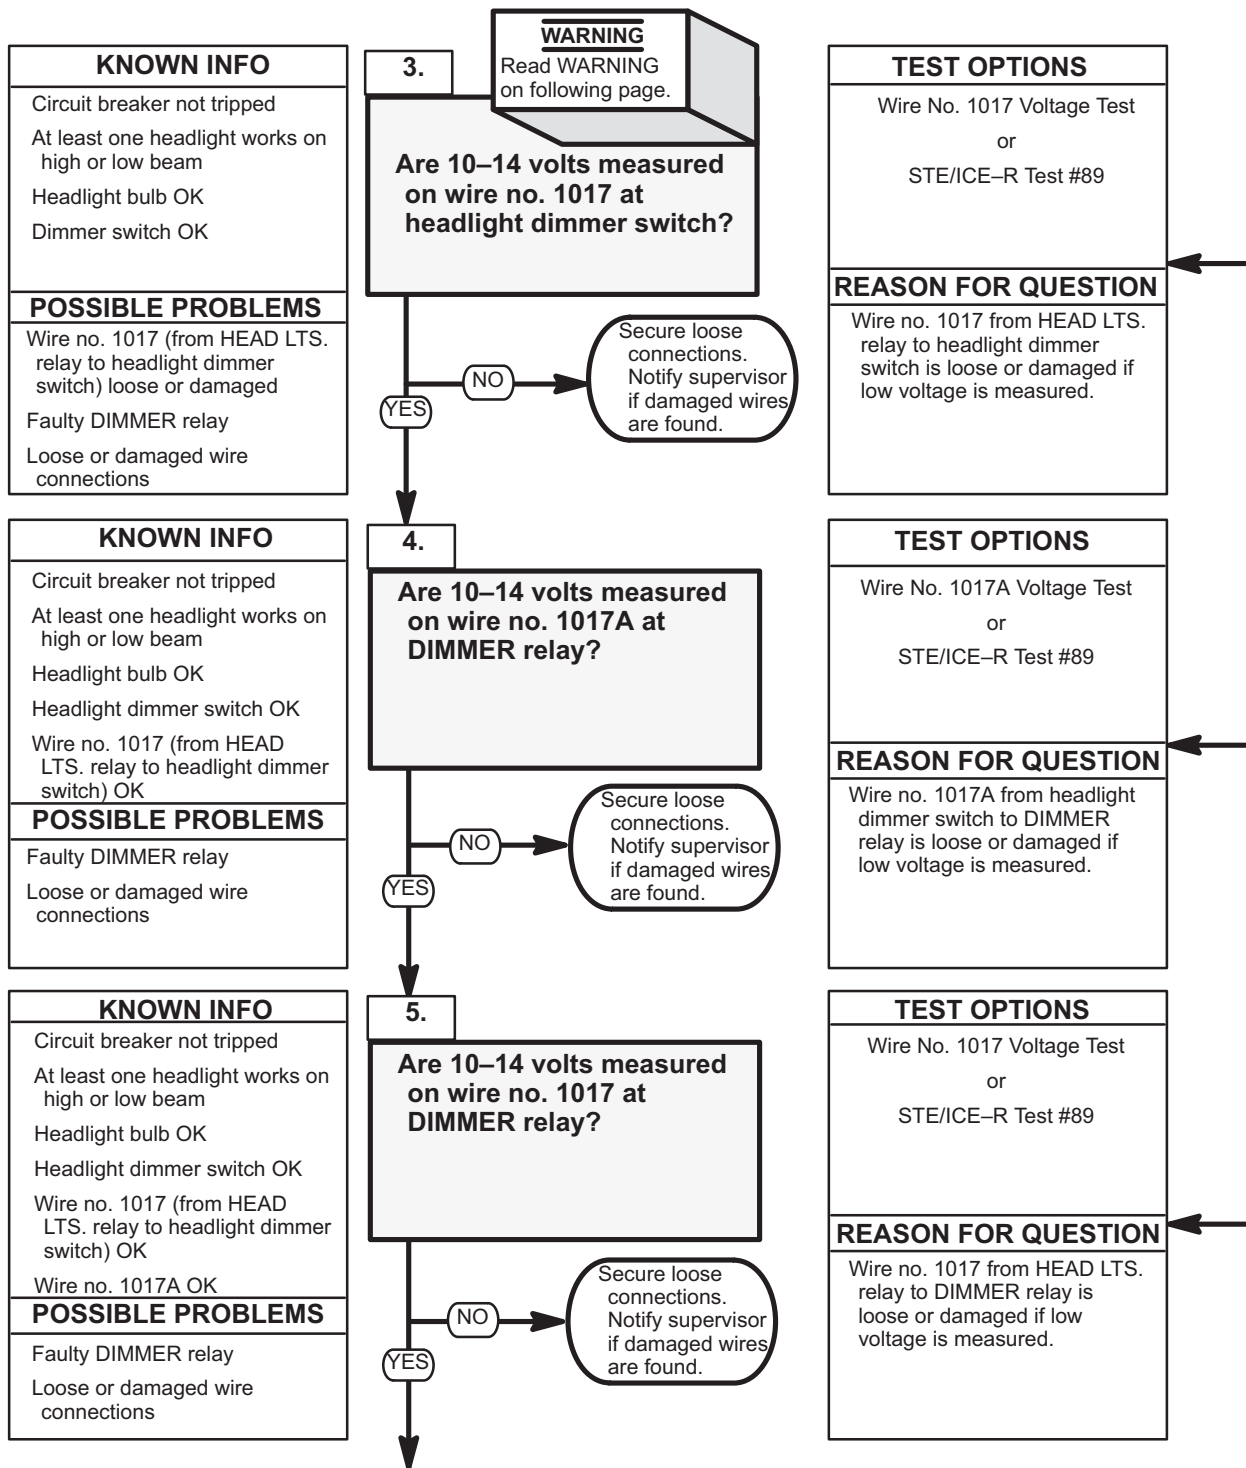 KNOWN INFO
Circuit breaker not tripped
At least one headlight works on
high or low beam
Headlight bulb OK
Dimmer switch OK
POSSIBLE PROBLEMS
Wire no. 1017 (from HEAD LTS.
relay to headlight dimmer
switch) loose or damaged
Faulty DIMMER relay
Loose or damaged wire
connections
3.
WARNING
Read WARNING
on following page.
Are 10–14 volts measured
on wire no. 1017 at
headlight dimmer switch?
NO
YES
Secure loose
connections.
Notify supervisor
if damaged wires
are found.
TEST OPTIONS
Wire No. 1017 Voltage Test
or
STE/ICE–R Test #89
REASON FOR QUESTION
Wire no. 1017 from HEAD LTS.
relay to headlight dimmer
switch is loose or damaged if
low voltage is measured.
KNOWN INFO
Circuit breaker not tripped
At least one headlight works on
high or low beam
Headlight bulb OK
Headlight dimmer switch OK
Wire no. 1017 (from HEAD
LTS. relay to headlight dimmer
switch) OK
POSSIBLE PROBLEMS
Faulty DIMMER relay
Loose or damaged wire
connections
4.
Are 10–14 volts measured
on wire no. 1017A at
DIMMER relay?
NO
YES
Secure loose
connections.
Notify supervisor
if damaged wires
are found.
TEST OPTIONS
Wire No. 1017A Voltage Test
or
STE/ICE–R Test #89
REASON FOR QUESTION
Wire no. 1017A from headlight
dimmer switch to DIMMER
relay is loose or damaged if
low voltage is measured.
KNOWN INFO
Circuit breaker not tripped
At least one headlight works on
high or low beam
Headlight bulb OK
Headlight dimmer switch OK
Wire no. 1017 (from HEAD
LTS. relay to headlight dimmer
switch) OK
Wire no. 1017A OK
POSSIBLE PROBLEMS
Faulty DIMMER relay
Loose or damaged wire
connections
5.
Are 10–14 volts measured
on wire no. 1017 at
DIMMER relay?
NO
YES
Secure loose
connections.
Notify supervisor
if damaged wires
are found.
TEST OPTIONS
Wire No. 1017 Voltage Test
or
STE/ICE–R Test #89
REASON FOR QUESTION
Wire no. 1017 from HEAD LTS.
relay to DIMMER relay is
loose or damaged if low
voltage is measured.